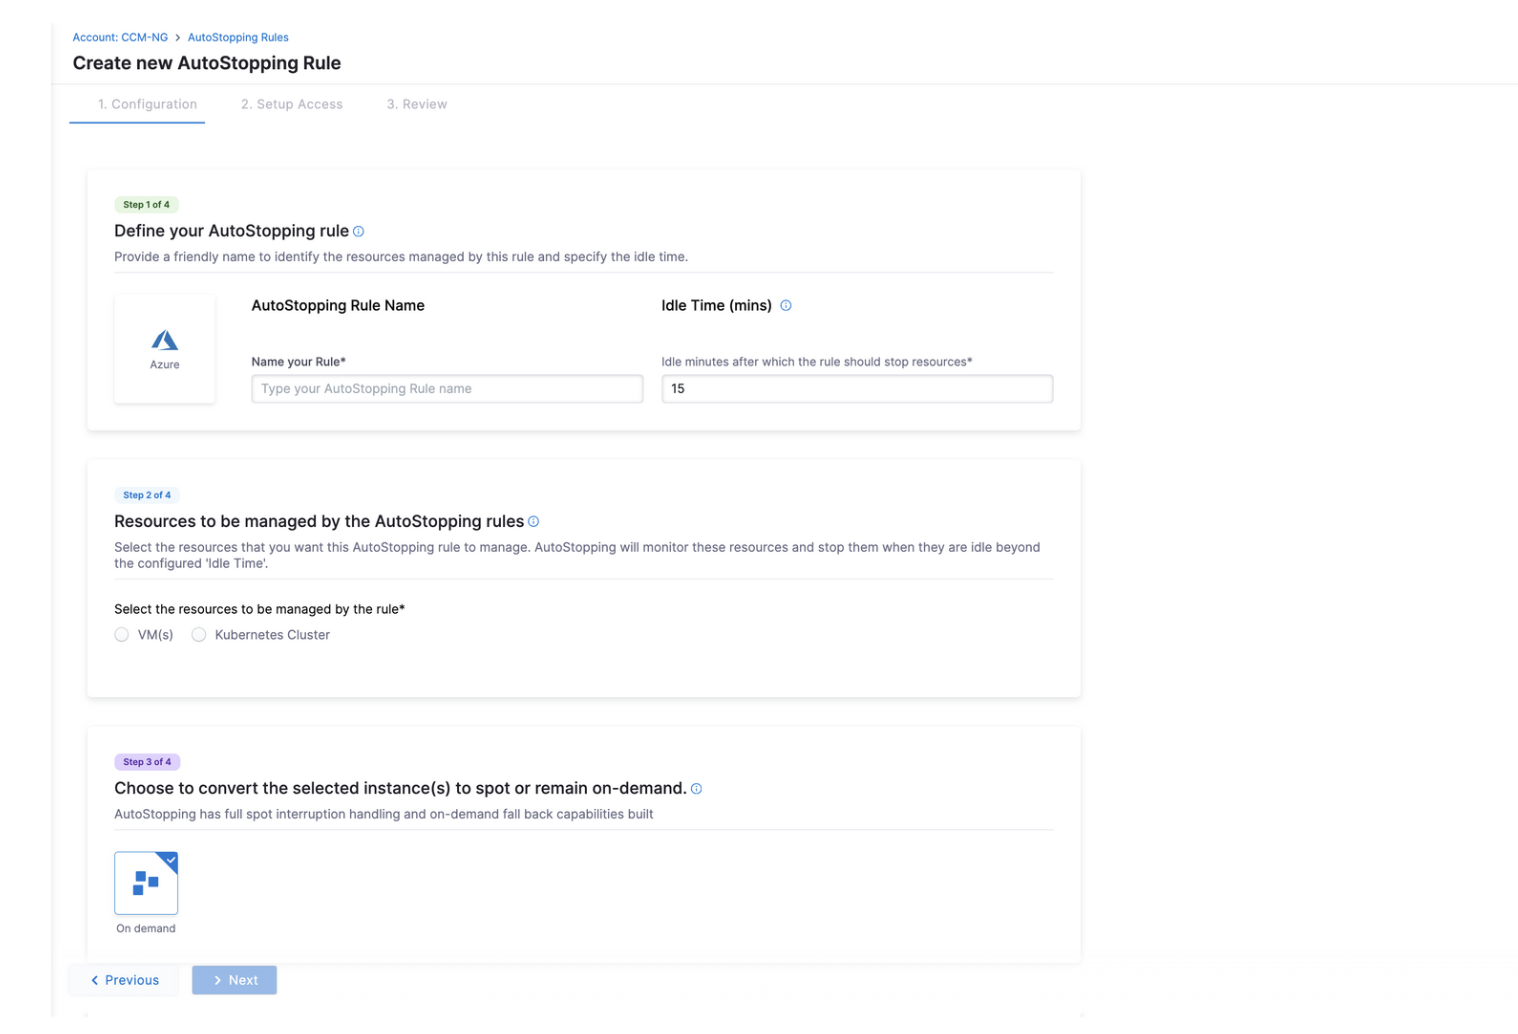 Account: CCM-NG > AutoStopping Rules
Create new AutoStopping Rule
1. Configuration 2. Setup Access 3. Review
Step 1 of 4
Define your AutoStopping rule
Provide a friendly name to identify the resources managed by this rule and specify the idle time.
Azure
AutoStopping Rule Name
Name your Rule*
Type your AutoStopping Rule name
Idle Time (mins)
Idle minutes after which the rule should stop resources*
15
Step 2 of 4
Resources to be managed by the AutoStopping rules
Select the resources that you want this AutoStopping rule to manage. AutoStopping will monitor these resources and stop them when they are idle beyond
the configured 'Idle Time'.
Select the resources to be managed by the rule*
VM(s) Kubernetes Cluster
Step 3 of 4
Choose to convert the selected instance(s) to spot or remain on-demand.
AutoStopping has full spot interruption handling and on-demand fall back capabilities built
On demand
< Previous > Next